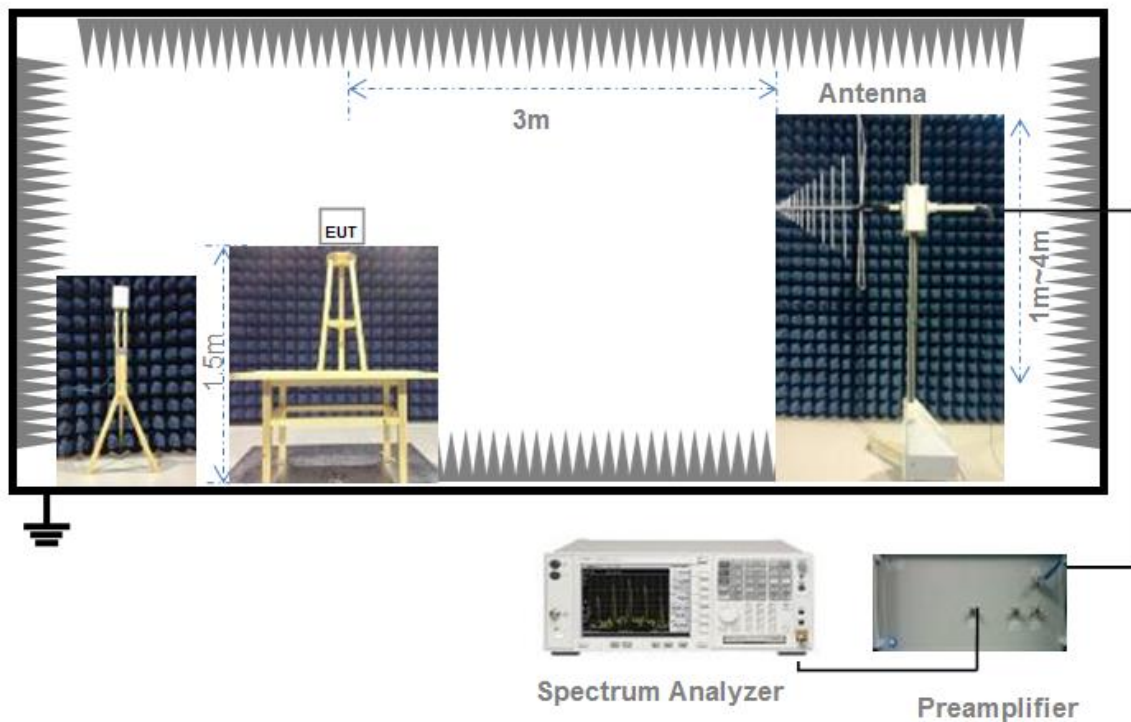 Antenna
3m
EUT
1.5m
1m~4m
Spectrum Analyzer
Preamplifier